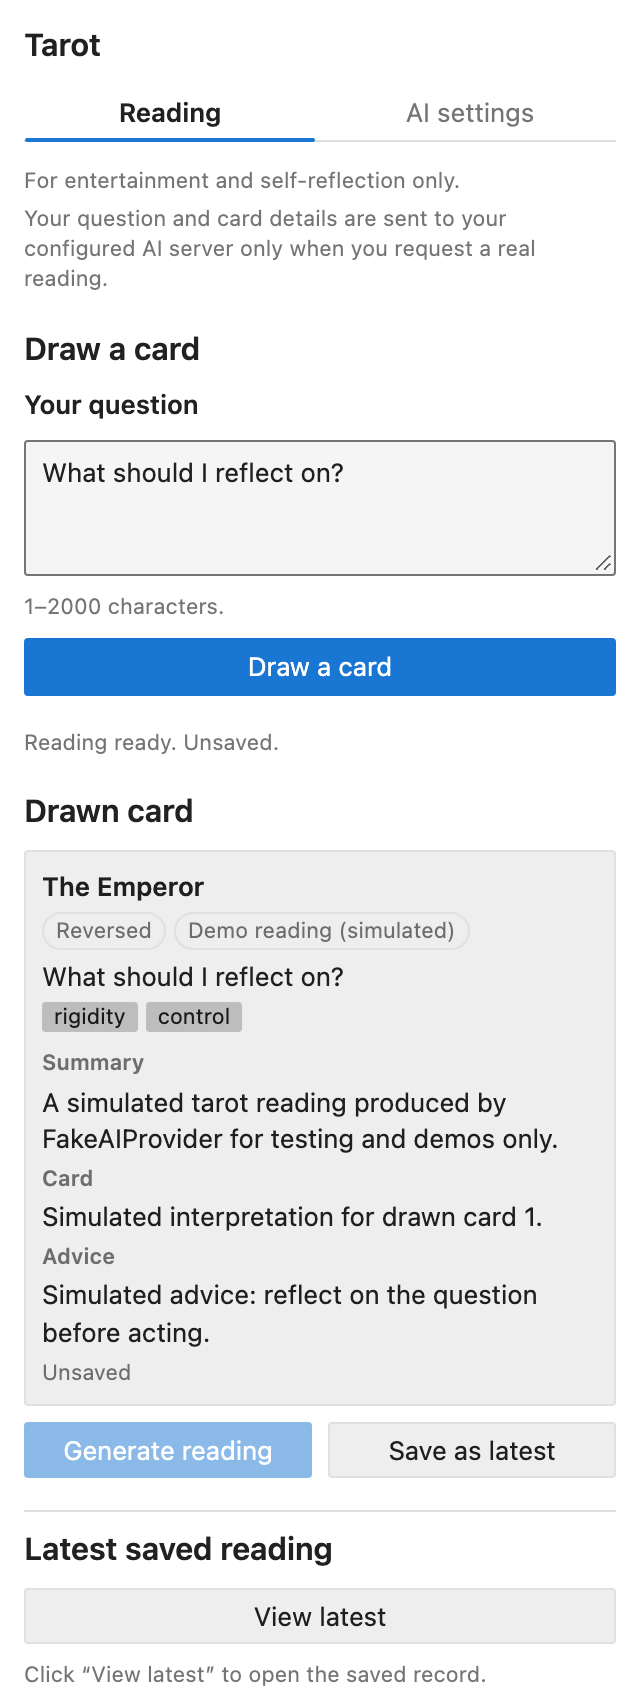 Tarot
Reading
AI settings
For entertainment and self-reflection only.
Your question and card details are sent to your
configured AI server only when you request a real
reading.
Draw a card
Your question
What should I reflect on?
1–2000 characters.
Draw a card
Reading ready. Unsaved.
Drawn card
The Emperor
Reversed
Demo reading (simulated)
What should I reflect on?
rigidity
control
Summary
A simulated tarot reading produced by
FakeAIProvider for testing and demos only.
Card
Simulated interpretation for drawn card 1.
Advice
Simulated advice: reflect on the question
before acting.
Unsaved
Generate reading
Save as latest
Latest saved reading
View latest
Click “View latest” to open the saved record.